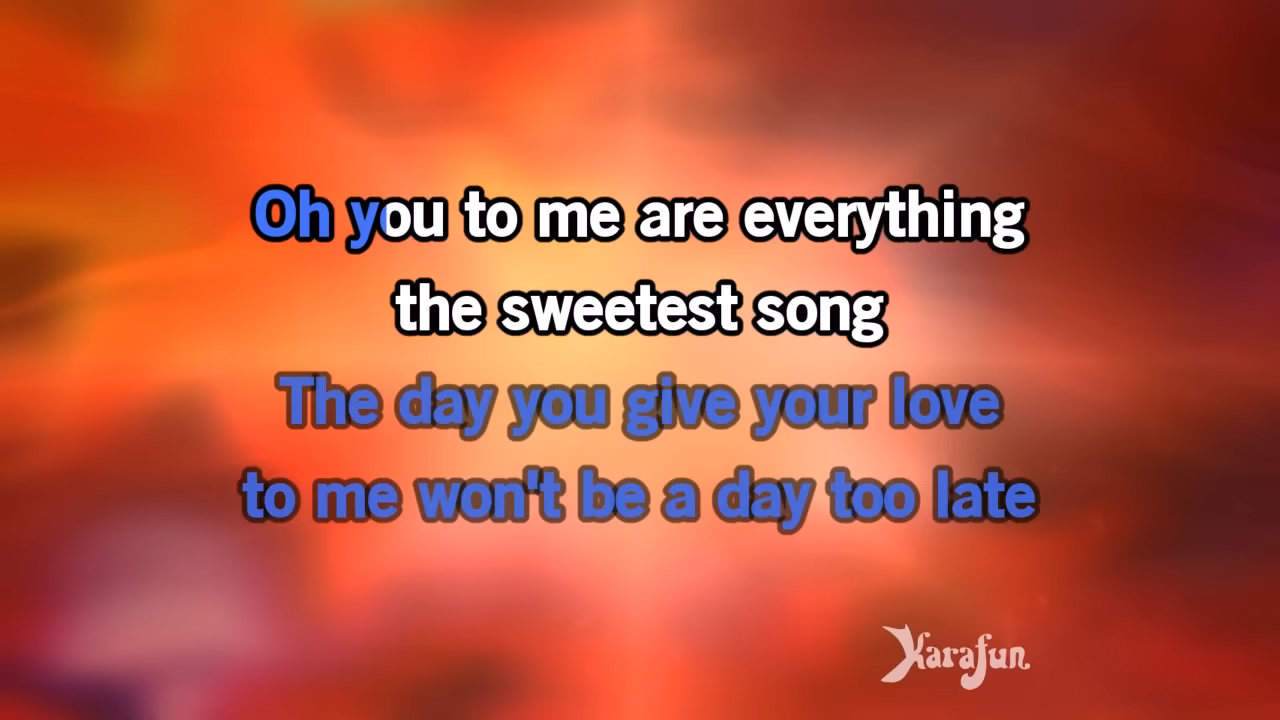 Oh you to me are everything
the sweetest song
The day you give your love
to me won't be a day too late
Karafun